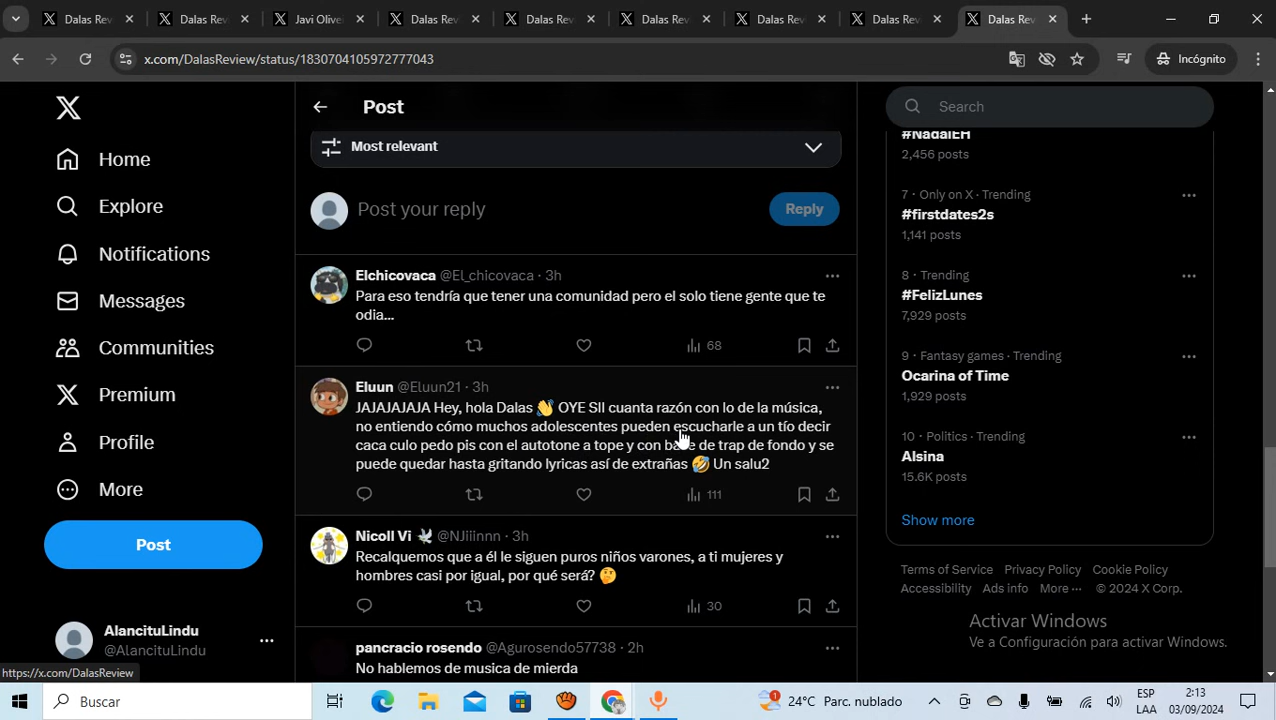 Dalas Rev
Dalas Rev
Javi Olive
Dalas Rev
Dalas Rev
Dalas Rev
Dalas Rev
Dalas Rev
Dalas Rev
x.com/DalasReview/status/1830704105972777043
Incógnito
Home
Explore
Notifications
Messages
Communities
Premium
Profile
More
Post
AlancituLindu
@AlancituLindu
https://x.com/DalasReview
Post
Most relevant
Post your reply
Reply
Elchicovaca @El_chicovaca · 3h
Para eso tendría que tener una comunidad pero el solo tiene gente que te
odia...
68
Eluun @Eluun21 · 3h
JAJAJAJAJA Hey, hola Dalas 👋 OYE SII cuanta razón con lo de la música,
no entiendo cómo muchos adolescentes pueden escucharle a un tío decir
caca culo pedo pis con el autotone a tope y con base de trap de fondo y se
puede quedar hasta gritando lyricas así de extrañas 🤣 Un salu2
111
Nicoll Vi 🕊 @NJiiinnn · 3h
Recalquemos que a él le siguen puros niños varones, a ti mujeres y
hombres casi por igual, por qué será? 🤔
30
pancracio rosendo @Agurosendo57738 · 2h
No hablemos de musica de mierda
Search
#NadalEH
2,456 posts
7 · Only on X · Trending
#firstdates2s
1,141 posts
8 · Trending
#FelizLunes
7,929 posts
9 · Fantasy games · Trending
Ocarina of Time
1,929 posts
10 · Politics · Trending
Alsina
15.6K posts
Show more
Terms of Service Privacy Policy Cookie Policy
Accessibility Ads info More ··· © 2024 X Corp.
Activar Windows
Ve a Configuración para activar Windows.
Buscar
1
24°C Parc. nublado
ESP
LAA
2:13
03/09/2024